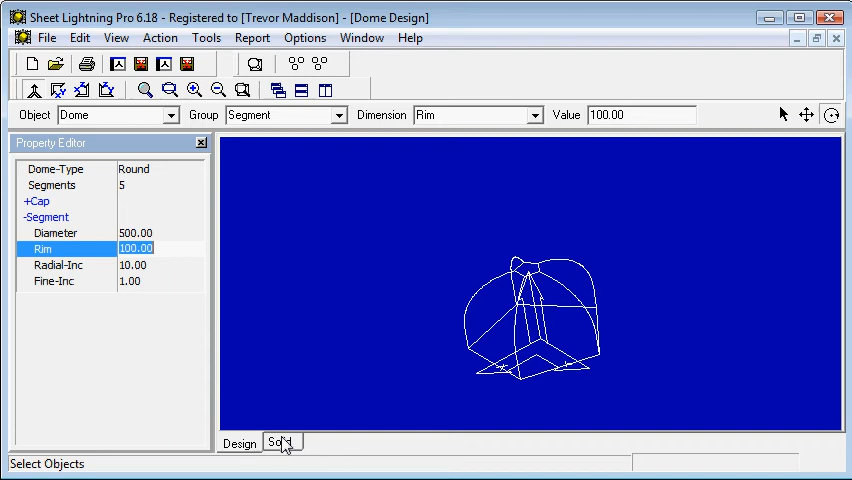 Sheet Lightning Pro 6.18 - Registered to [Trevor Maddison] - [Dome Design]
File Edit View Action Tools Report Options Window Help
Object Dome Group Segment Dimension Rim Value 100.00
Property Editor
Dome-Type Round
Segments 5
+Cap
-Segment
Diameter 500.00
Rim 100.00
Radial-Inc 10.00
Fine-Inc 1.00
Design Solid
Select Objects